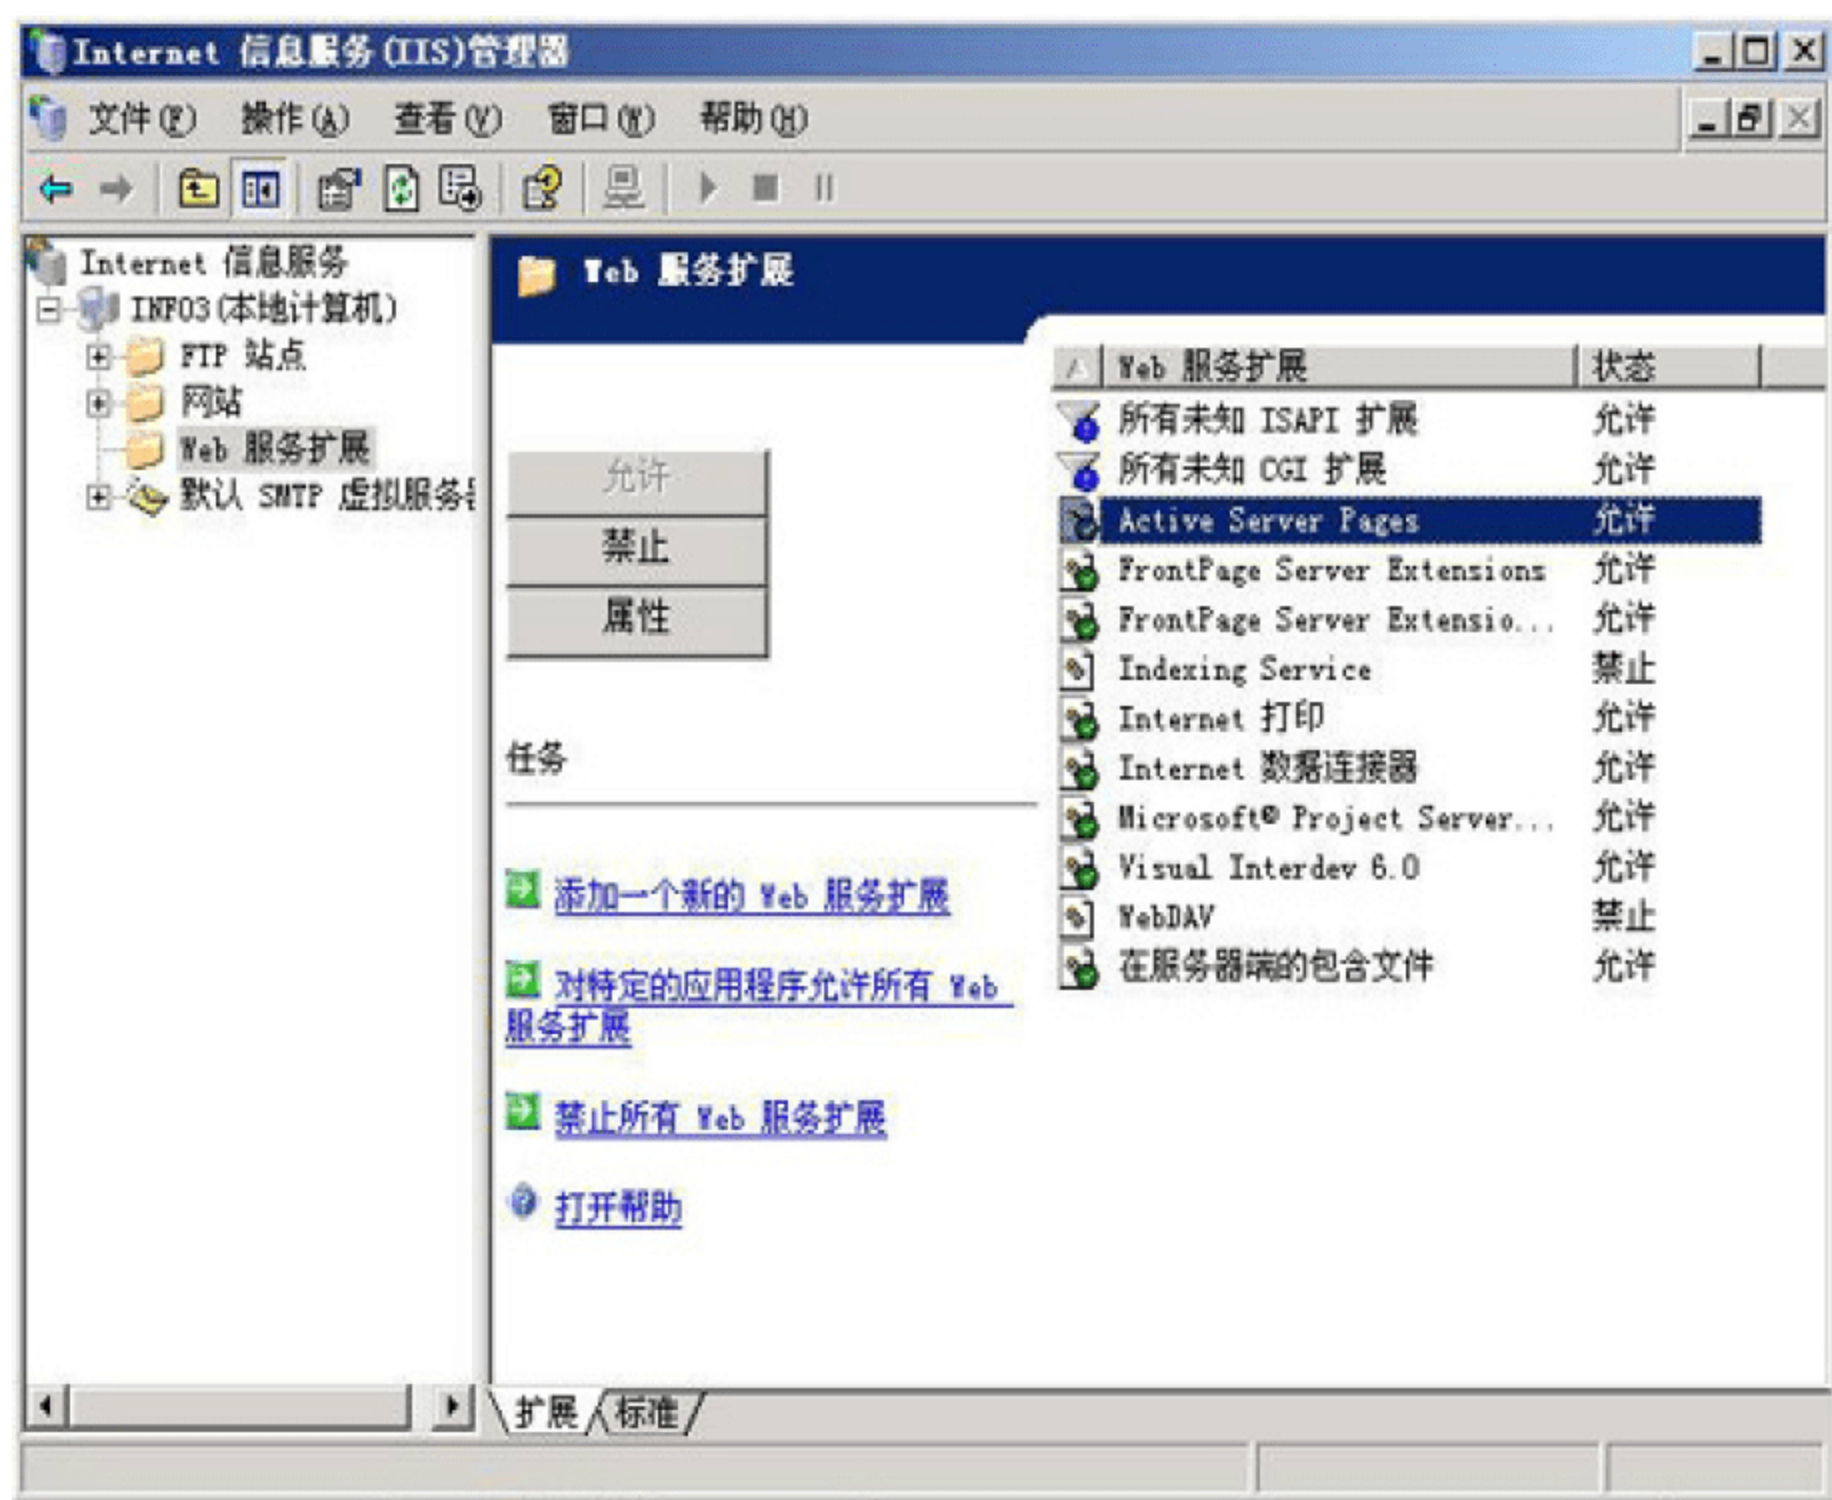 Internet 信息服务(IIS)管理器
文件(F) 操作(A) 查看(V) 窗口(W) 帮助(H)
Internet 信息服务
INFO3(本地计算机)
FTP 站点
网站
Web 服务扩展
默认 SMTP 虚拟服务
Web 服务扩展
允许
禁止
属性
任务
添加一个新的 Web 服务扩展
对特定的应用程序允许所有 Web
服务扩展
禁止所有 Web 服务扩展
打开帮助
Web 服务扩展 状态
所有未知 ISAPI 扩展 允许
所有未知 CGI 扩展 允许
Active Server Pages 允许
FrontPage Server Extensions 允许
FrontPage Server Extensio... 允许
Indexing Service 禁止
Internet 打印 允许
Internet 数据连接器 允许
Microsoft® Project Server... 允许
Visual Interdev 6.0 允许
WebDAV 禁止
在服务器端的包含文件 允许
扩展 标准